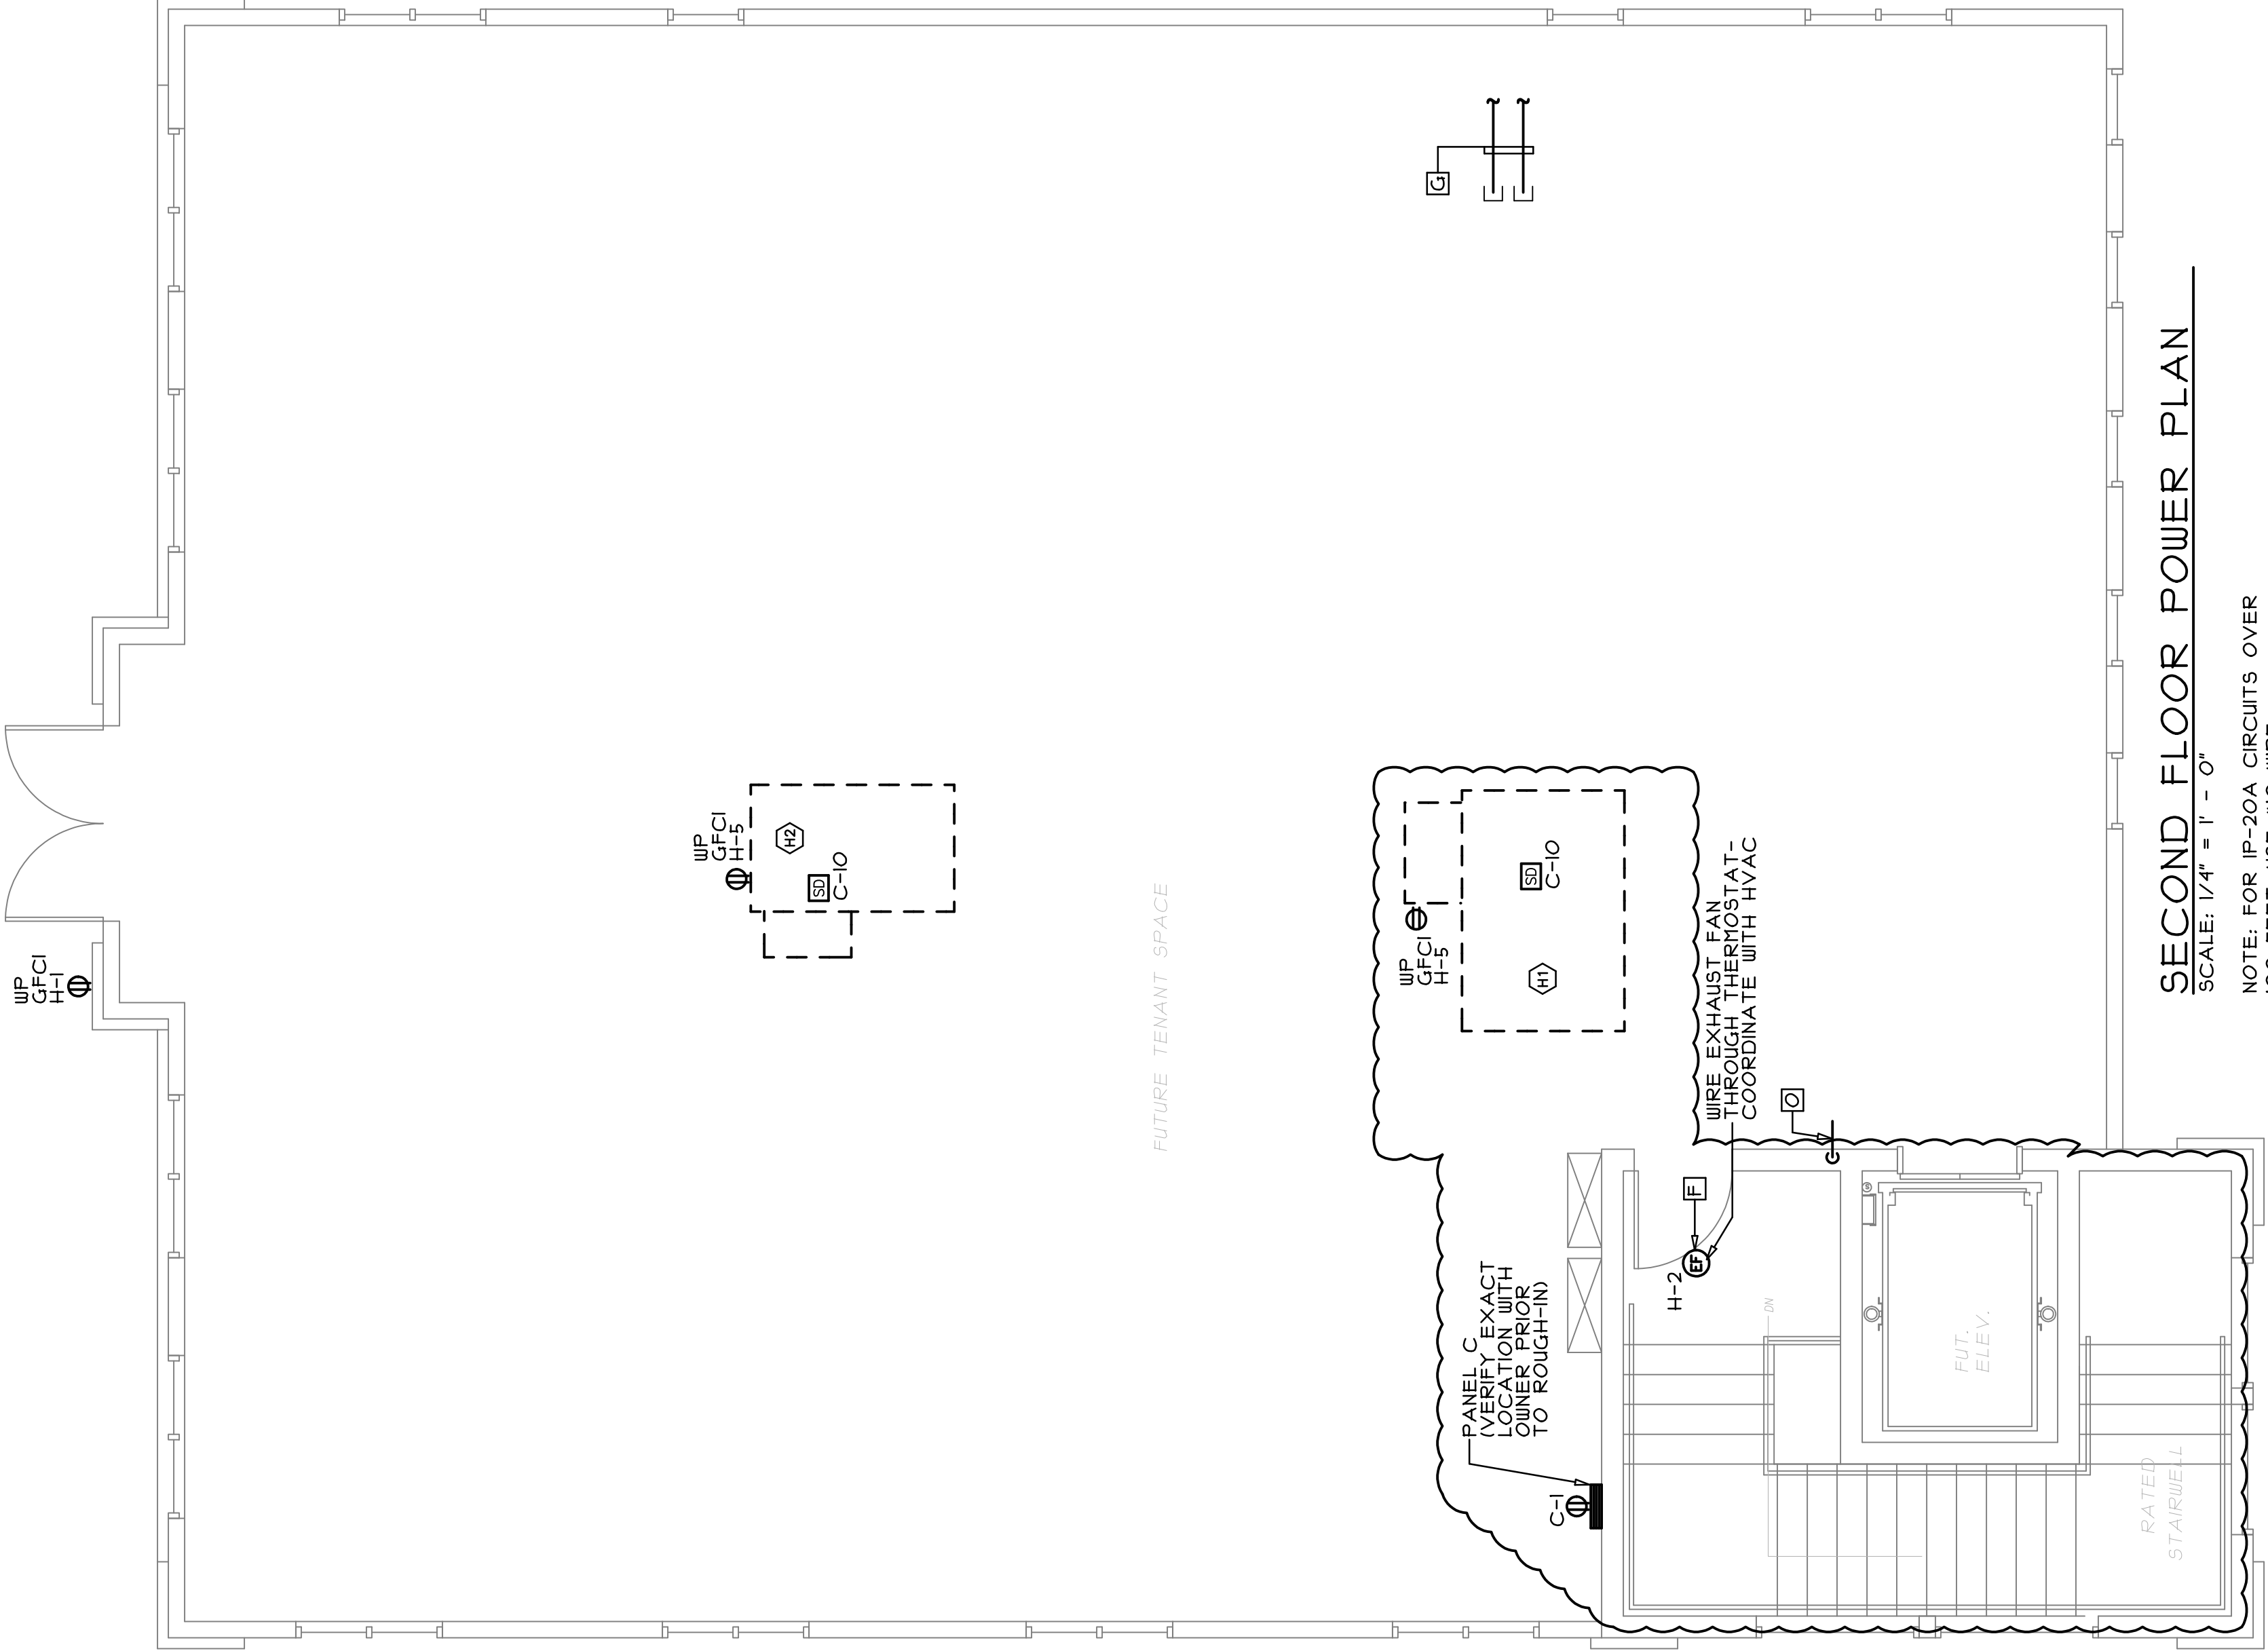 WP
GFCI
H-1
WP
GFCI
H-5
H2
SD
C-10
FUTURE TENANT SPACE
G
WP
GFCI
H-5
SD
C-10
H1
WIRE EXHAUST FAN
THROUGH THERMOSTAT-
COORDINATE WITH HVAC
O
F
H-2
EF
PANEL C
(VERIFY EXACT
LOCATION WITH
OWNER PRIOR
TO ROUGH-IN)
C-1
DN
S
FUT.
ELEV.
RATED
STAIRWELL
SECOND FLOOR POWER PLAN
SCALE: 1/4" = 1' - 0"
NOTE: FOR 1P-20A CIRCUITS OVER